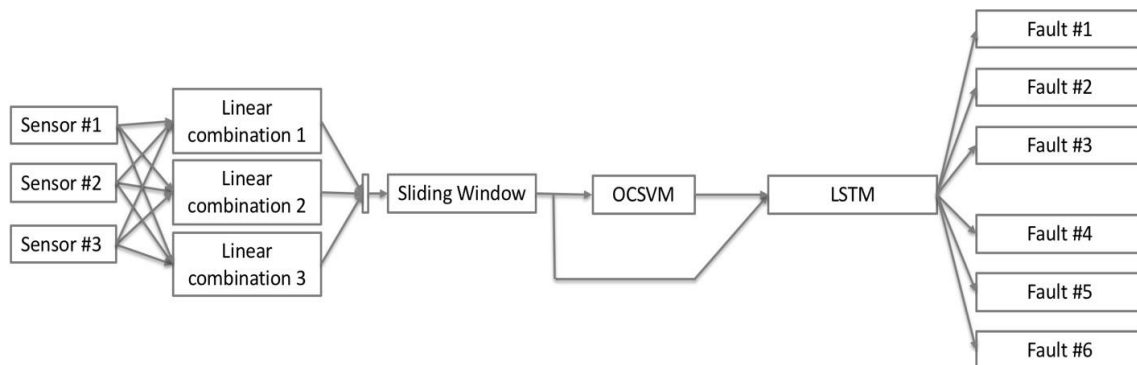 Sensor #1
Sensor #2
Sensor #3
Linear
combination 1
Linear
combination 2
Linear
combination 3
Sliding Window
OCSVM
LSTM
Fault #1
Fault #2
Fault #3
Fault #4
Fault #5
Fault #6